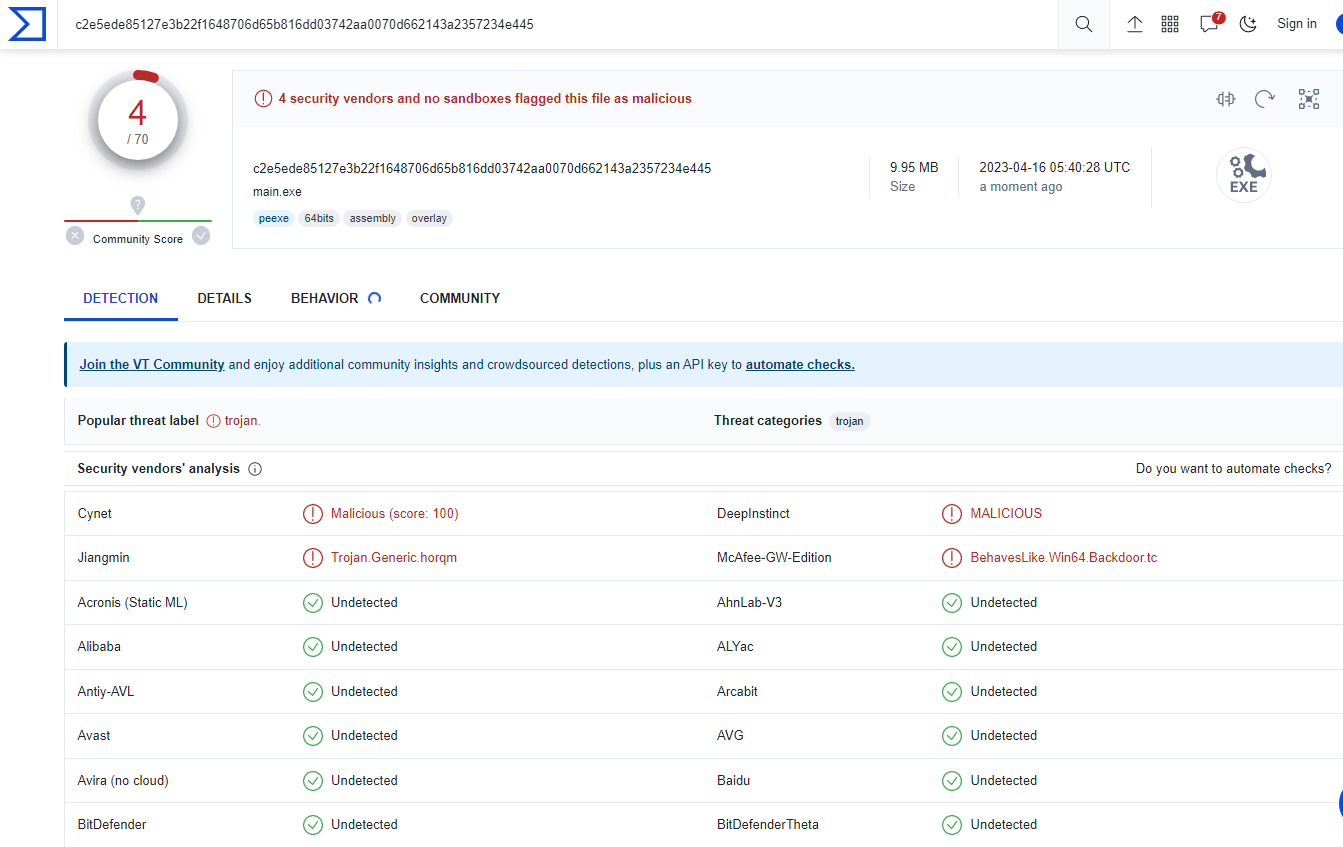 c2e5ede85127e3b22f1648706d65b816dd03742aa0070d662143a2357234e445
7
Sign in
4
/ 70
4 security vendors and no sandboxes flagged this file as malicious
c2e5ede85127e3b22f1648706d65b816dd03742aa0070d662143a2357234e445
main.exe
peexe 64bits assembly overlay
9.95 MB
Size
2023-04-16 05:40:28 UTC
a moment ago
EXE
?
Community Score
DETECTION DETAILS BEHAVIOR COMMUNITY
Join the VT Community and enjoy additional community insights and crowdsourced detections, plus an API key to automate checks.
Popular threat label trojan. Threat categories trojan
Security vendors' analysis Do you want to automate checks?
Cynet Malicious (score: 100) DeepInstinct MALICIOUS
Jiangmin Trojan.Generic.horqm McAfee-GW-Edition BehavesLike.Win64.Backdoor.tc
Acronis (Static ML) Undetected AhnLab-V3 Undetected
Alibaba Undetected ALYac Undetected
Antiy-AVL Undetected Arcabit Undetected
Avast Undetected AVG Undetected
Avira (no cloud) Undetected Baidu Undetected
BitDefender Undetected BitDefenderTheta Undetected